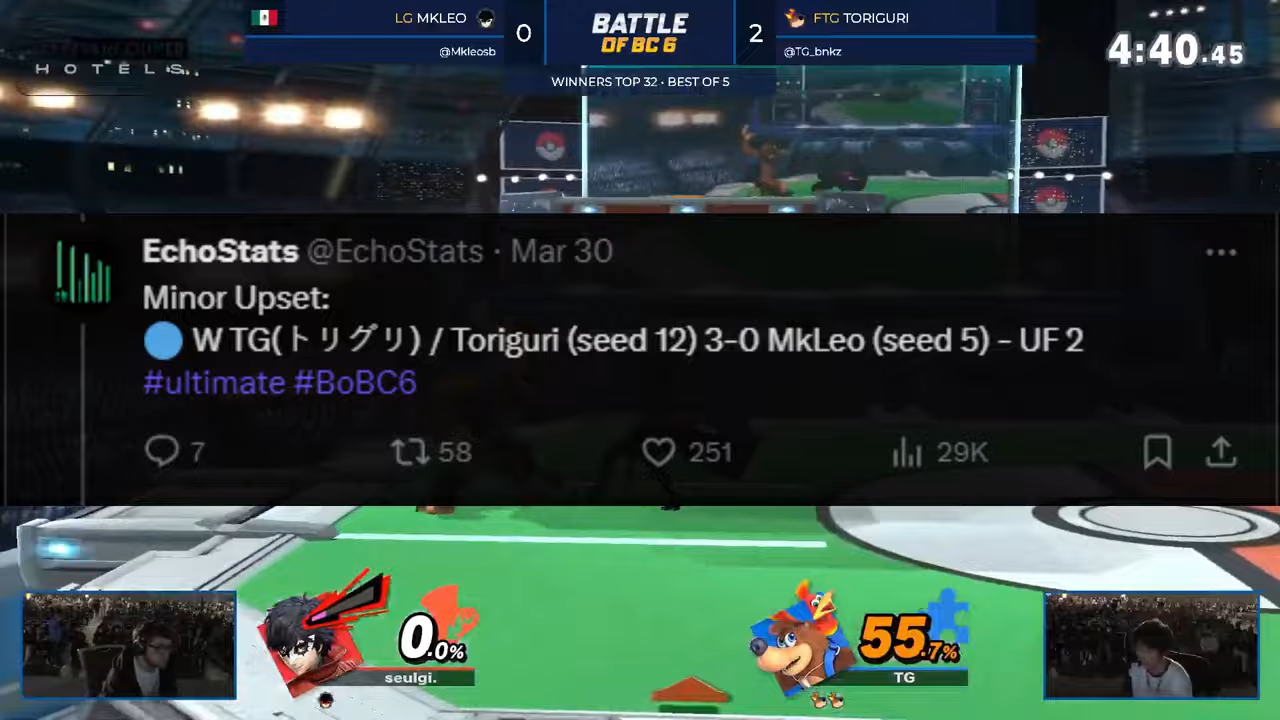 LG MKLEO
@Mkleosb
0
BATTLE
OF BC 6
2
FTG TORIGURI
@TG_bnkz
WINNERS TOP 32 · BEST OF 5
4:40.45
HOTELS
EchoStats @EchoStats · Mar 30
Minor Upset:
W TG(トリグリ) / Toriguri (seed 12) 3-0 MkLeo (seed 5) - UF 2
#ultimate #BoBC6
7 58 251 29K
0.0%
seulgi.
55.7%
TG